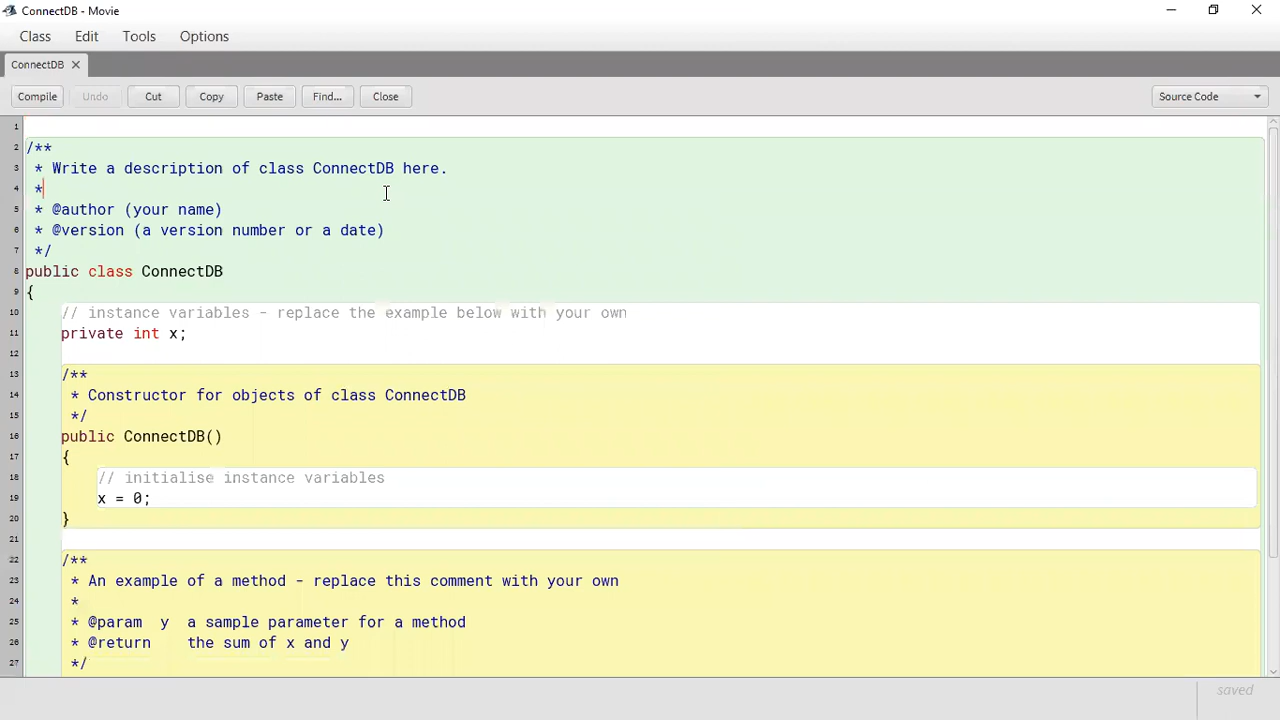 ConnectDB - Movie
Class Edit Tools Options
ConnectDB
Compile Undo Cut Copy Paste Find... Close Source Code
1
2 /**
3 * Write a description of class ConnectDB here.
4 *
5 * @author (your name)
6 * @version (a version number or a date)
7 */
8 public class ConnectDB
9 {
10 // instance variables - replace the example below with your own
11 private int x;
12
13 /**
14 * Constructor for objects of class ConnectDB
15 */
16 public ConnectDB()
17 {
18 // initialise instance variables
19 x = 0;
20 }
21
22 /**
23 * An example of a method - replace this comment with your own
24 *
25 * @param y a sample parameter for a method
26 * @return the sum of x and y
27 */
saved